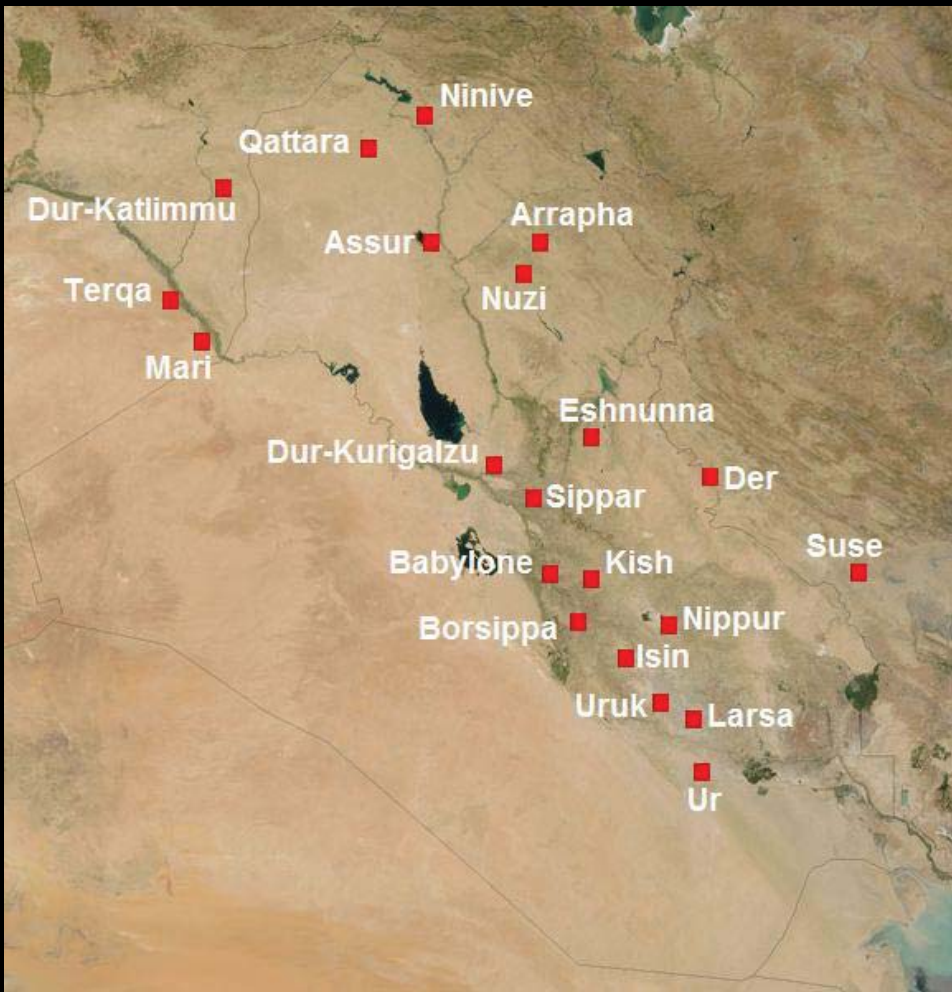 Ninive
Qattara
Dur-Katlimmu
Arrapha
Assur
Terqa
Nuzi
Mari
Eshnunna
Dur-Kurigalzu
Der
Sippar
Suse
Babylone
Kish
Borsippa
Nippur
Isin
Uruk
Larsa
Ur